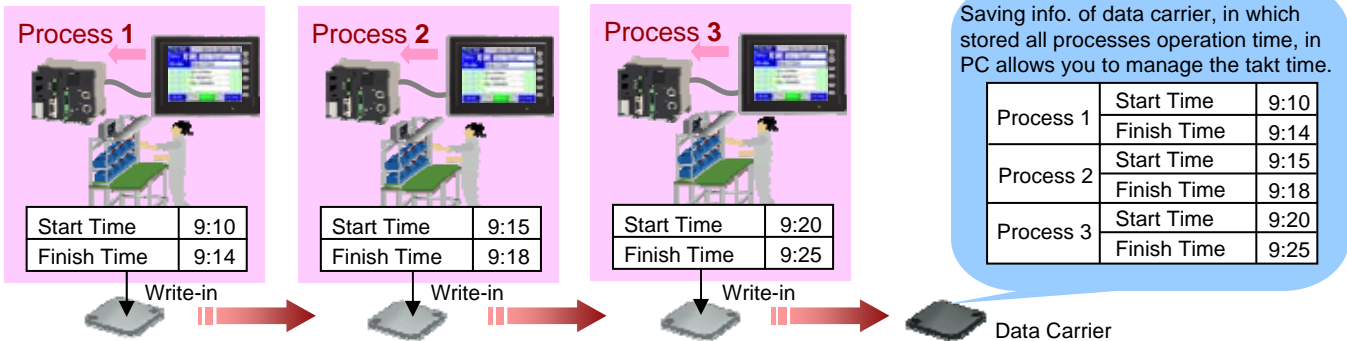 Process 1
Start Time 9:10
Finish Time 9:14
Write-in
Process 2
Start Time 9:15
Finish Time 9:18
Write-in
Process 3
Start Time 9:20
Finish Time 9:25
Write-in
Saving info. of data carrier, in which
stored all processes operation time, in
PC allows you to manage the takt time.
Process 1
Start Time 9:10
Finish Time 9:14
Process 2
Start Time 9:15
Finish Time 9:18
Process 3
Start Time 9:20
Finish Time 9:25
Data Carrier